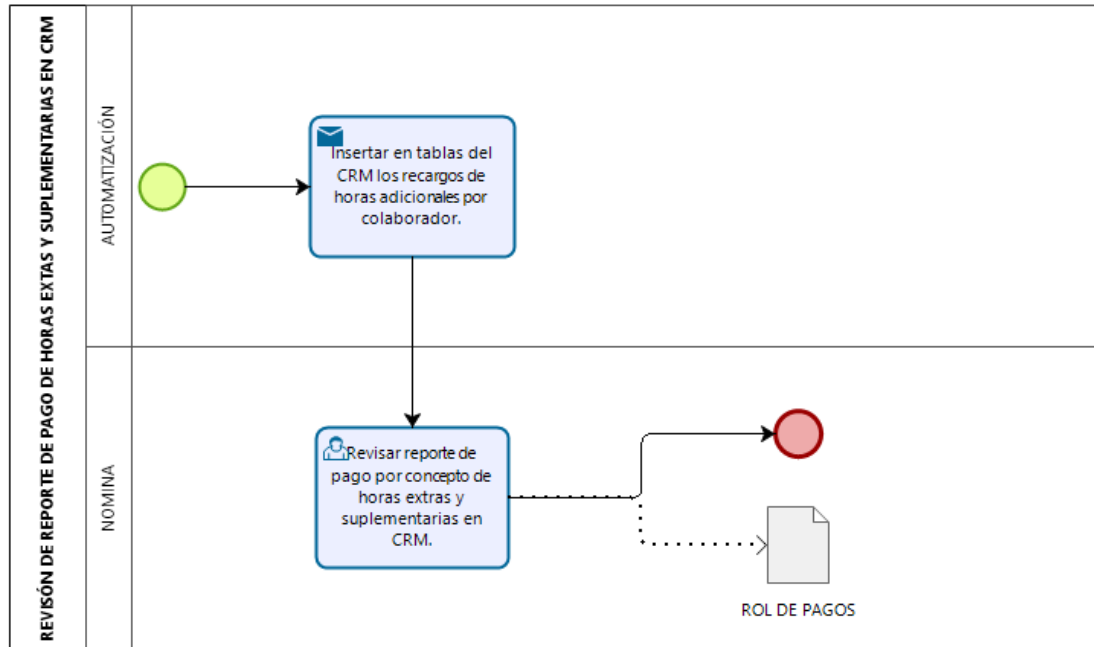 REVISÓN DE REPORTE DE PAGO DE HORAS EXTAS Y SUPLEMENTARIAS EN CRM
AUTOMATIZACIÓN
Insertar en tablas del
CRM los recargos de
horas adicionales por
colaborador.
NOMINA
Revisar reporte de
pago por concepto de
horas extras y
suplementarias en
CRM.
ROL DE PAGOS